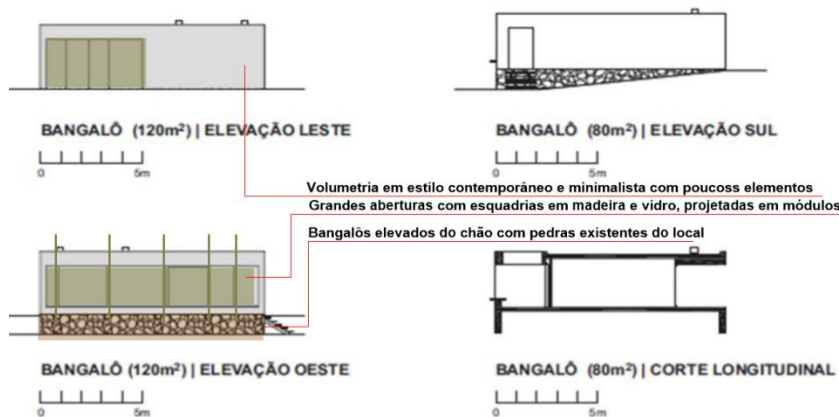 BANGALÔ (120m²) | ELEVAÇÃO LESTE
0 5m
BANGALÔ (80m²) | ELEVAÇÃO SUL
0 5m
Volumetria em estilo contemporâneo e minimalista com poucoss elementos
Grandes aberturas com esquadrias em madeira e vidro, projetadas em módulos
Bangalôs elevados do chão com pedras existentes do local
BANGALÔ (120m²) | ELEVAÇÃO OESTE
0 5m
BANGALÔ (80m²) | CORTE LONGITUDINAL
0 5m